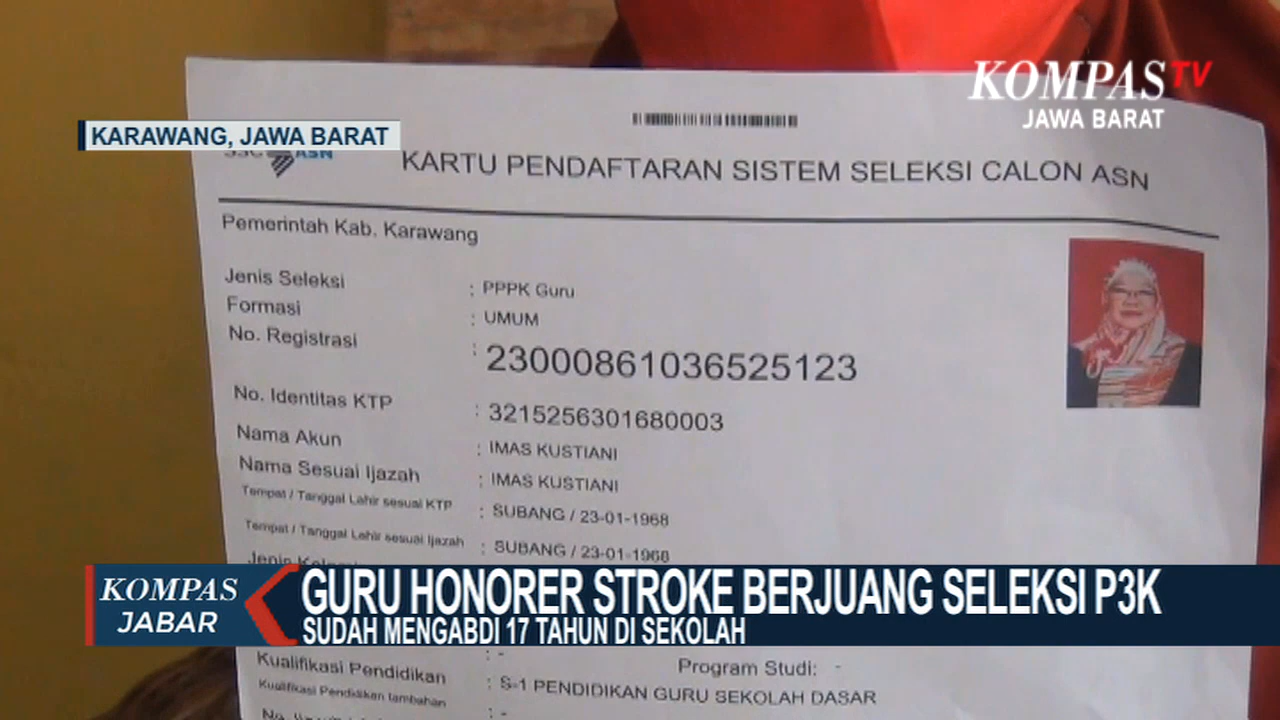 KOMPAS TV
JAWA BARAT
KARAWANG, JAWA BARAT
ASN
KARTU PENDAFTARAN SISTEM SELEKSI CALON ASN
Pemerintah Kab. Karawang
Jenis Seleksi : PPPK Guru
Formasi : UMUM
No. Registrasi : 23000861036525123
No. Identitas KTP : 3215256301680003
Nama Akun : IMAS KUSTIANI
Nama Sesuai Ijazah : IMAS KUSTIANI
Tempat / Tanggal Lahir sesuai KTP : SUBANG / 23-01-1968
Tempat / Tanggal Lahir sesuai Ijazah : SUBANG / 23-01-1968
KOMPAS
JABAR
GURU HONORER STROKE BERJUANG SELEKSI P3K
SUDAH MENGABDI 17 TAHUN DI SEKOLAH
: - Program Studi: -
Kualifikasi Pendidikan : S-1 PENDIDIKAN GURU SEKOLAH DASAR
Kualifikasi Pendidikan tambahan : -